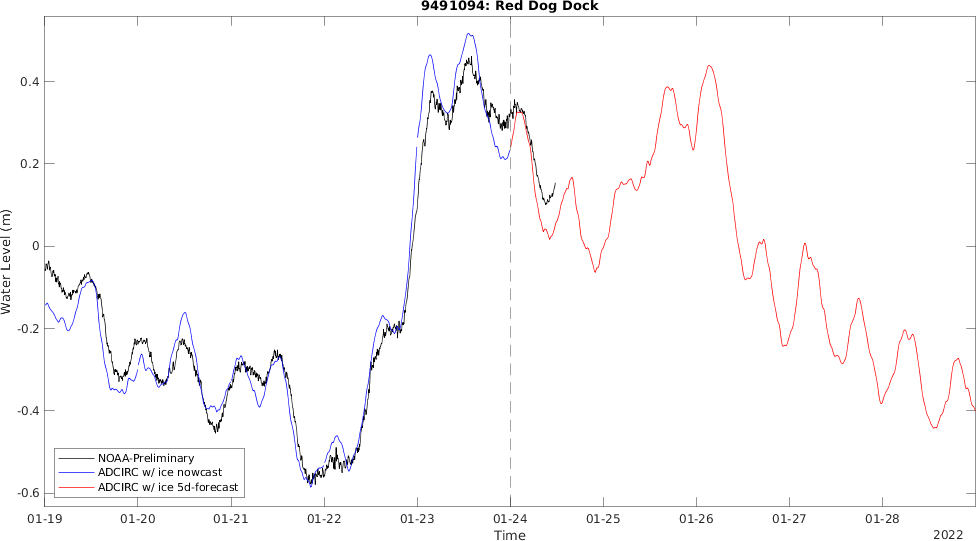 9491094: Red Dog Dock
Water Level (m)
0.4
0.2
0
-0.2
-0.4
-0.6
NOAA-Preliminary
ADCIRC w/ ice nowcast
ADCIRC w/ ice 5d-forecast
01-19 01-20 01-21 01-22 01-23 01-24 01-25 01-26 01-27 01-28
Time
2022